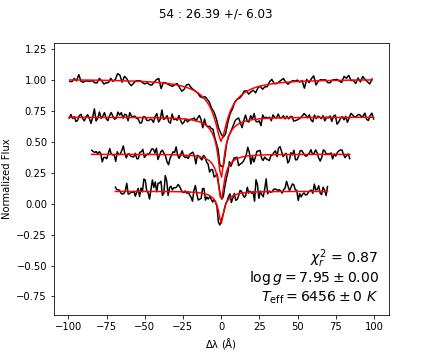 54 : 26.39 +/- 6.03
1.25
1.00
0.75
0.50
0.25
0.00
−0.25
−0.50
−0.75
Normalized Flux
χ²ᵣ = 0.87
log g = 7.95 ± 0.00
T_eff = 6456 ± 0 K
−100 −75 −50 −25 0 25 50 75 100
Δλ (Å)